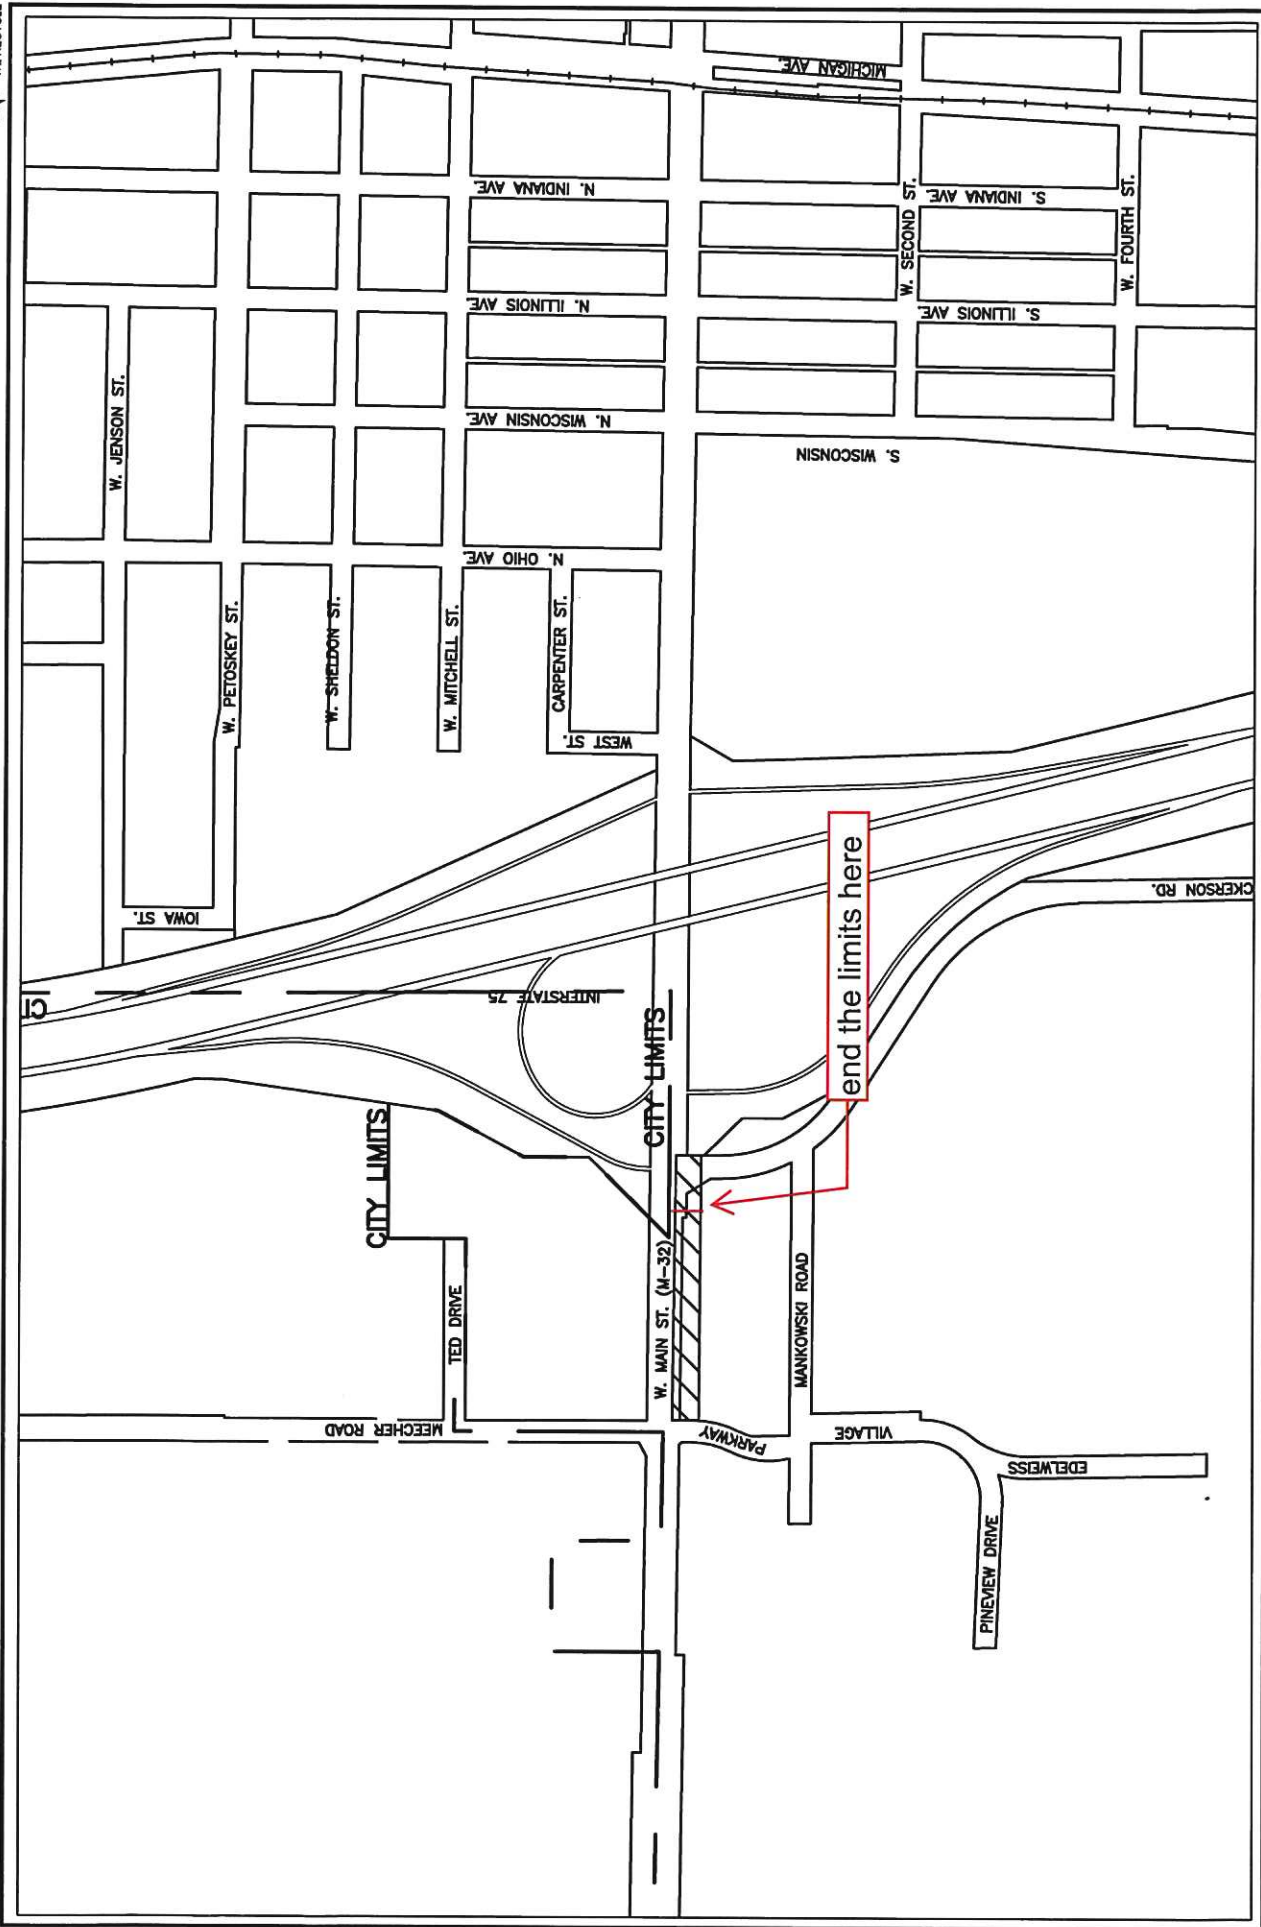 MICHIGAN AVE.
N. INDIANA AVE.
S. INDIANA AVE.
W. SECOND ST.
W. FOURTH ST.
N. ILLINOIS AVE.
S. ILLINOIS AVE.
W. JENSON ST.
N. WISCONSIN AVE.
S. WISCONSIN
N. OHIO AVE.
W. PETOSKEY ST.
W. SHELDON ST.
W. MITCHELL ST.
CARPENTER ST.
WEST ST.
IOWA ST.
CKERSON RD.
end the limits here
INTERSTATE 75
CI
CITY LIMITS
CITY LIMITS
TED DRIVE
W. MAIN ST. (M-32)
MANKOWSKI ROAD
MEECHER ROAD
PARKWAY
VILLAGE
EDELWEISS
PINEVIEW DRIVE